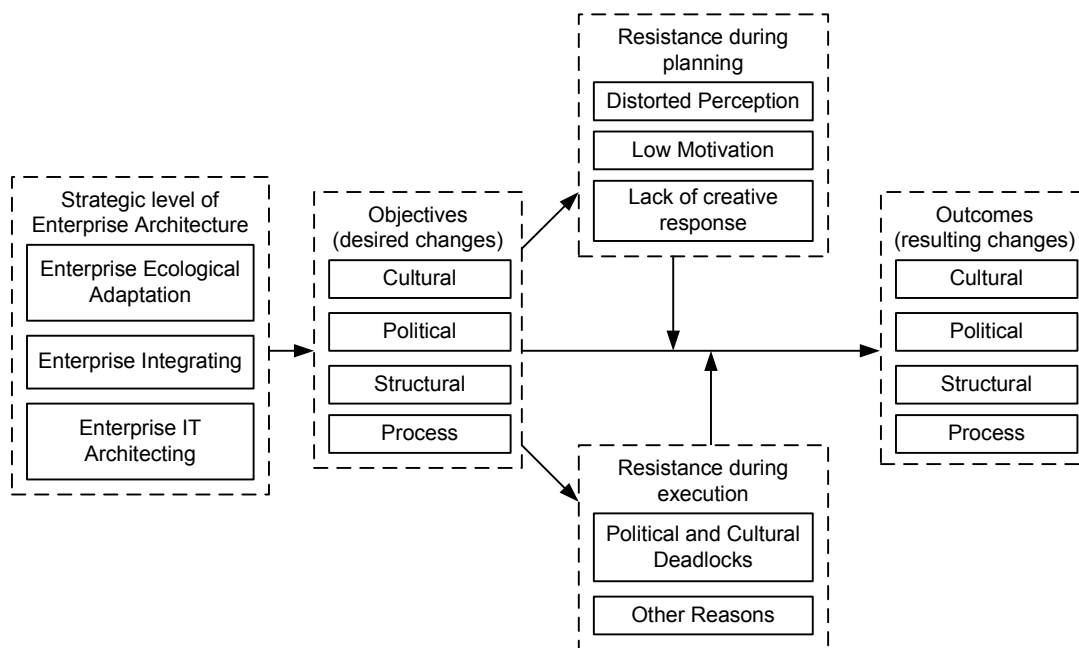 Strategic level of
Enterprise Architecture
Enterprise Ecological
Adaptation
Enterprise Integrating
Enterprise IT
Architecting
Objectives
(desired changes)
Cultural
Political
Structural
Process
Resistance during
planning
Distorted Perception
Low Motivation
Lack of creative
response
Resistance during
execution
Political and Cultural
Deadlocks
Other Reasons
Outcomes
(resulting changes)
Cultural
Political
Structural
Process